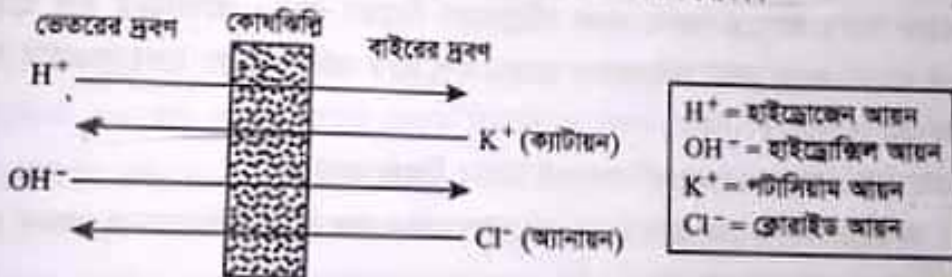 ভেতরের দ্রবণ
কোষঝিল্লি
বাইরের দ্রবণ
H⁺
K⁺ (ক্যাটায়ন)
OH⁻
Cl⁻ (অ্যানায়ন)
H⁺ = হাইড্রোজেন আয়ন
OH⁻ = হাইড্রোক্সিল আয়ন
K⁺ = পটাসিয়াম আয়ন
Cl⁻ = ক্লোরাইড আয়ন